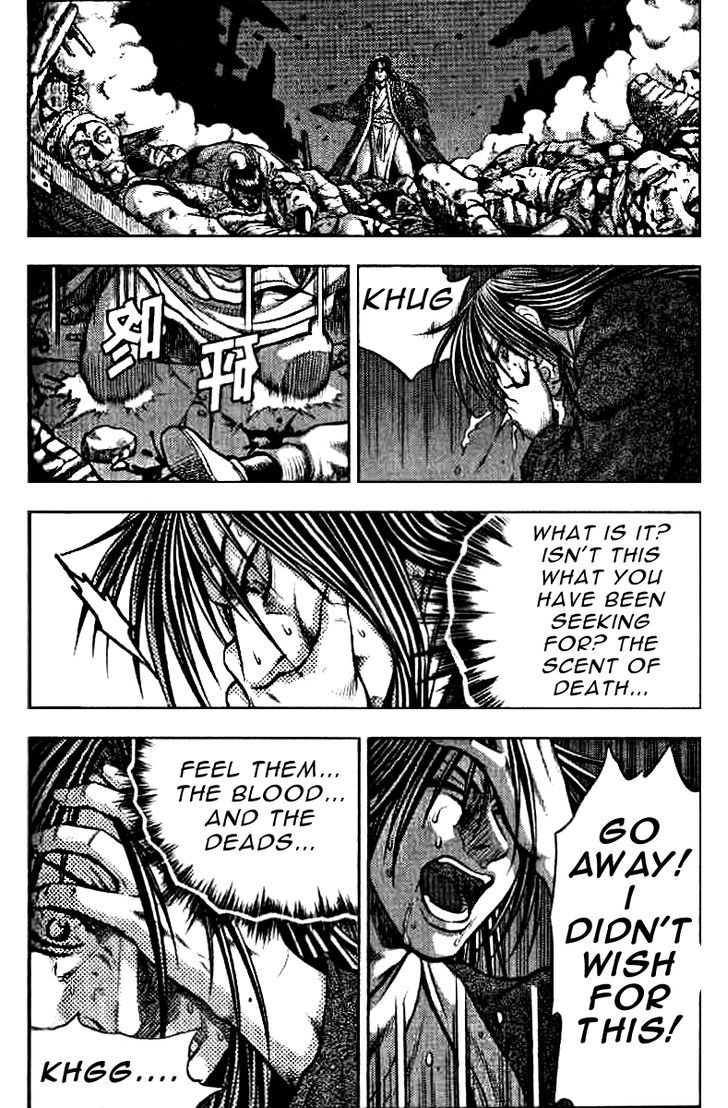 KHUG
WHAT IS IT?
ISN'T THIS
WHAT YOU
HAVE BEEN
SEEKING
FOR? THE
SCENT OF
DEATH...
FEEL THEM...
THE BLOOD...
AND THE
DEADS...
KHGG....
GO
AWAY!
I
DIDN'T
WISH
FOR
THIS!